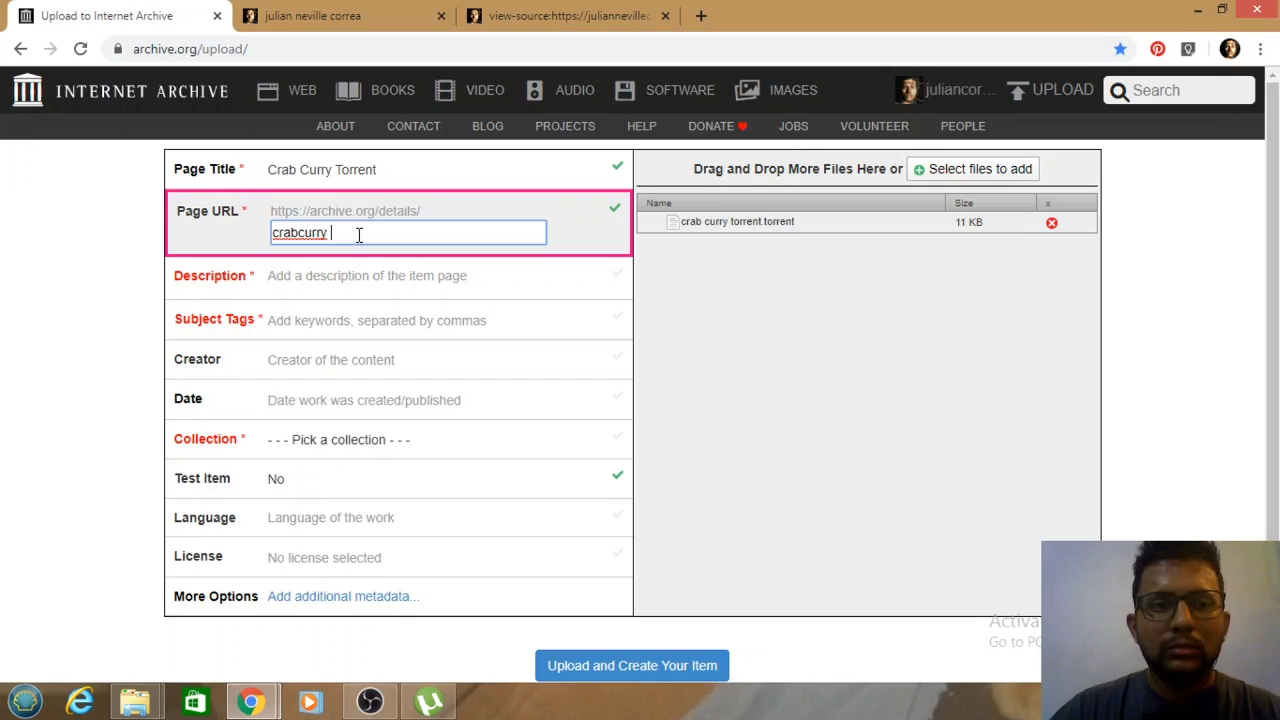 Upload to Internet Archive
julian neville correa
view-source:https://juliannevillec
archive.org/upload/
INTERNET ARCHIVE
WEB
BOOKS
VIDEO
AUDIO
SOFTWARE
IMAGES
juliancor...
UPLOAD
Search
ABOUT
CONTACT
BLOG
PROJECTS
HELP
DONATE
JOBS
VOLUNTEER
PEOPLE
Page Title * Crab Curry Torrent
Page URL * https://archive.org/details/
crabcurry
Description * Add a description of the item page
Subject Tags * Add keywords, separated by commas
Creator Creator of the content
Date Date work was created/published
Collection * - - - Pick a collection - - -
Test Item No
Language Language of the work
License No license selected
More Options Add additional metadata...
Drag and Drop More Files Here or Select files to add
Name Size x
crab curry torrent.torrent 11 KB
Upload and Create Your Item
Activa
Go to PC